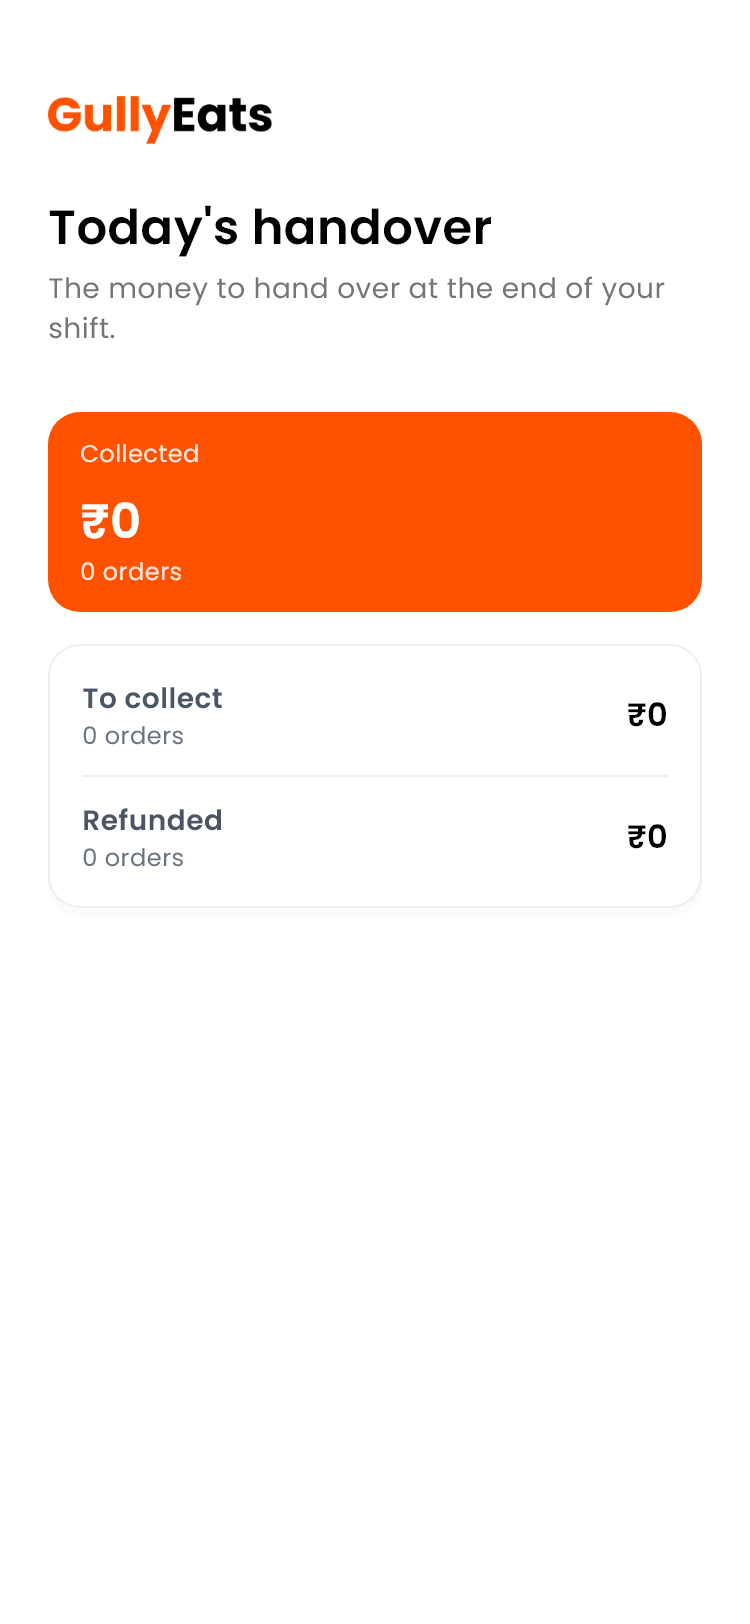 GullyEats
Today's handover
The money to hand over at the end of your
shift.
Collected
₹0
0 orders
To collect
0 orders
₹0
Refunded
0 orders
₹0